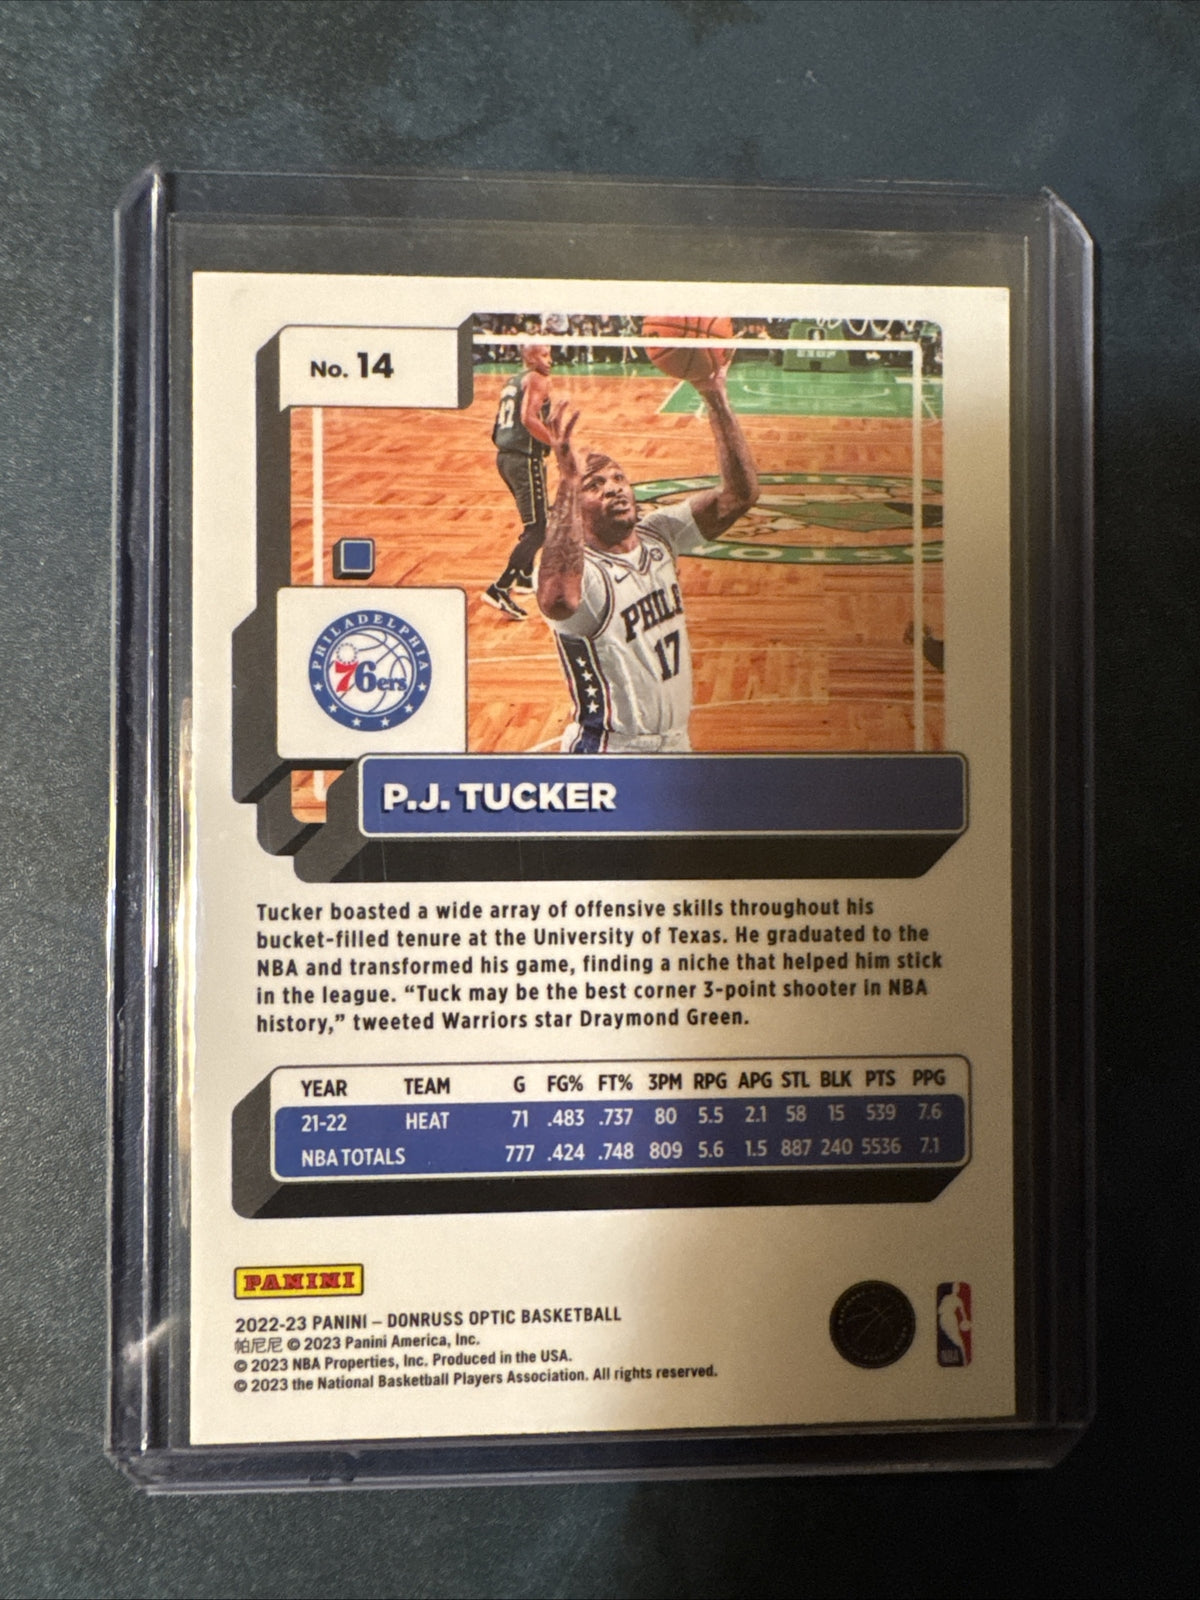 No. 14
42
PHILA
17
PHILADELPHIA
76ers
P.J. TUCKER
Tucker boasted a wide array of offensive skills throughout his
bucket-filled tenure at the University of Texas. He graduated to the
NBA and transformed his game, finding a niche that helped him stick
in the league. “Tuck may be the best corner 3-point shooter in NBA
history,” tweeted Warriors star Draymond Green.
YEAR TEAM G FG% FT% 3PM RPG APG STL BLK PTS PPG
21-22 HEAT 71 .483 .737 80 5.5 2.1 58 15 539 7.6
NBA TOTALS 777 .424 .748 809 5.6 1.5 887 240 5536 7.1
PANINI
2022-23 PANINI – DONRUSS OPTIC BASKETBALL
帕尼尼 © 2023 Panini America, Inc.
© 2023 NBA Properties, Inc. Produced in the USA.
© 2023 the National Basketball Players Association. All rights reserved.
NBA